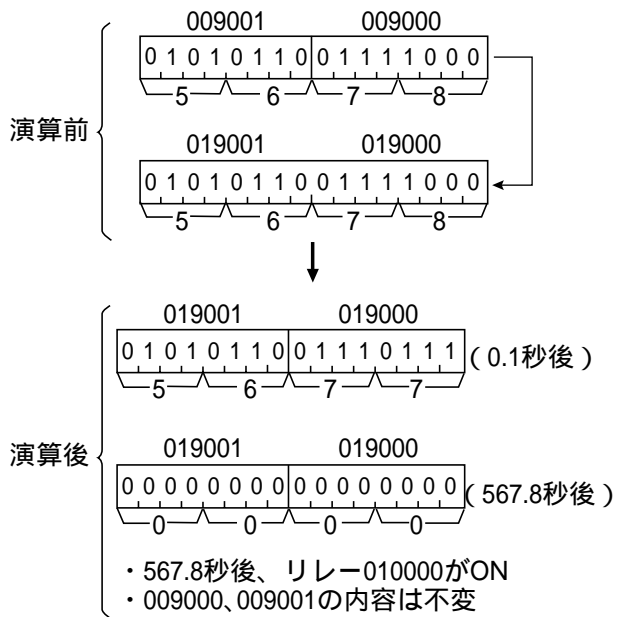 009001 009000
0 1 0 1 0 1 1 0 0 1 1 1 1 0 0 0
5 6 7 8
演算前
019001 019000
0 1 0 1 0 1 1 0 0 1 1 1 1 0 0 0
5 6 7 8
019001 019000
0 1 0 1 0 1 1 0 0 1 1 1 0 1 1 1 (0.1秒後)
5 6 7 7
演算後
019001 019000
0 0 0 0 0 0 0 0 0 0 0 0 0 0 0 0 (567.8秒後)
0 0 0 0
・567.8秒後、リレー010000がON
・009000、009001の内容は不変